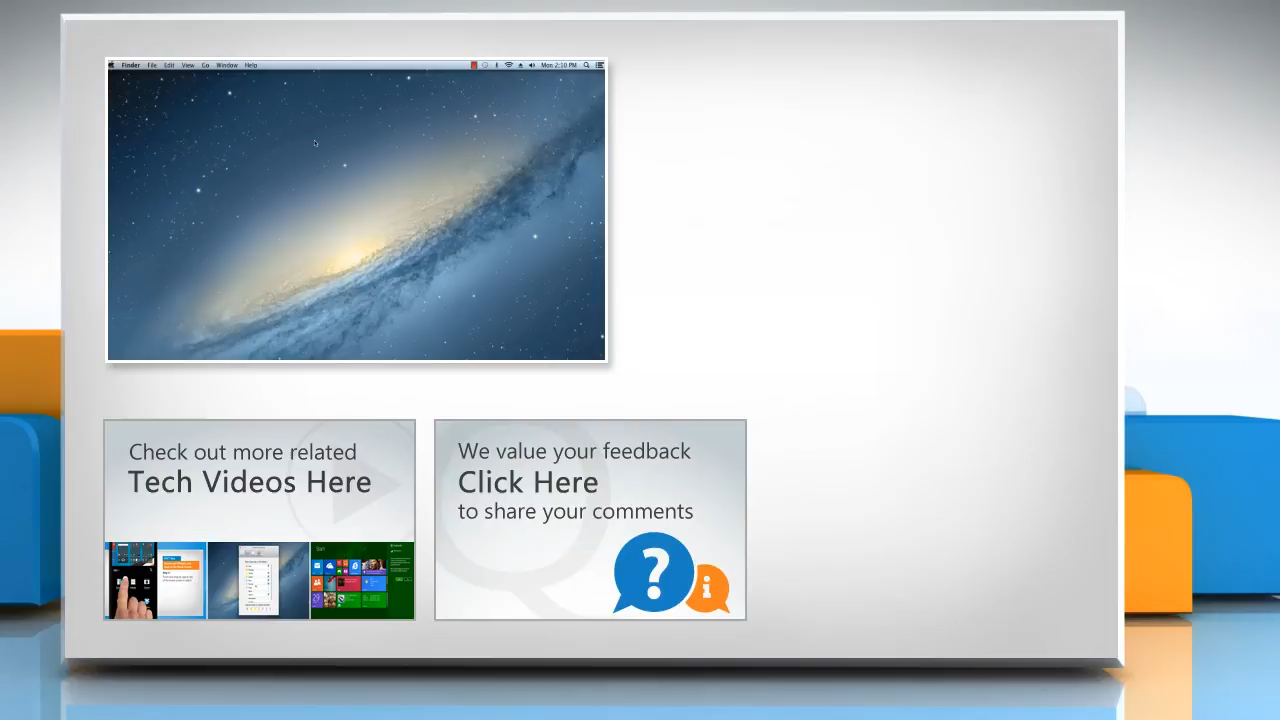 Finder File Edit View Go Window Help
Mon 2:10 PM
Check out more related
Tech Videos Here
We value your feedback
Click Here
to share your comments
?
i
Start